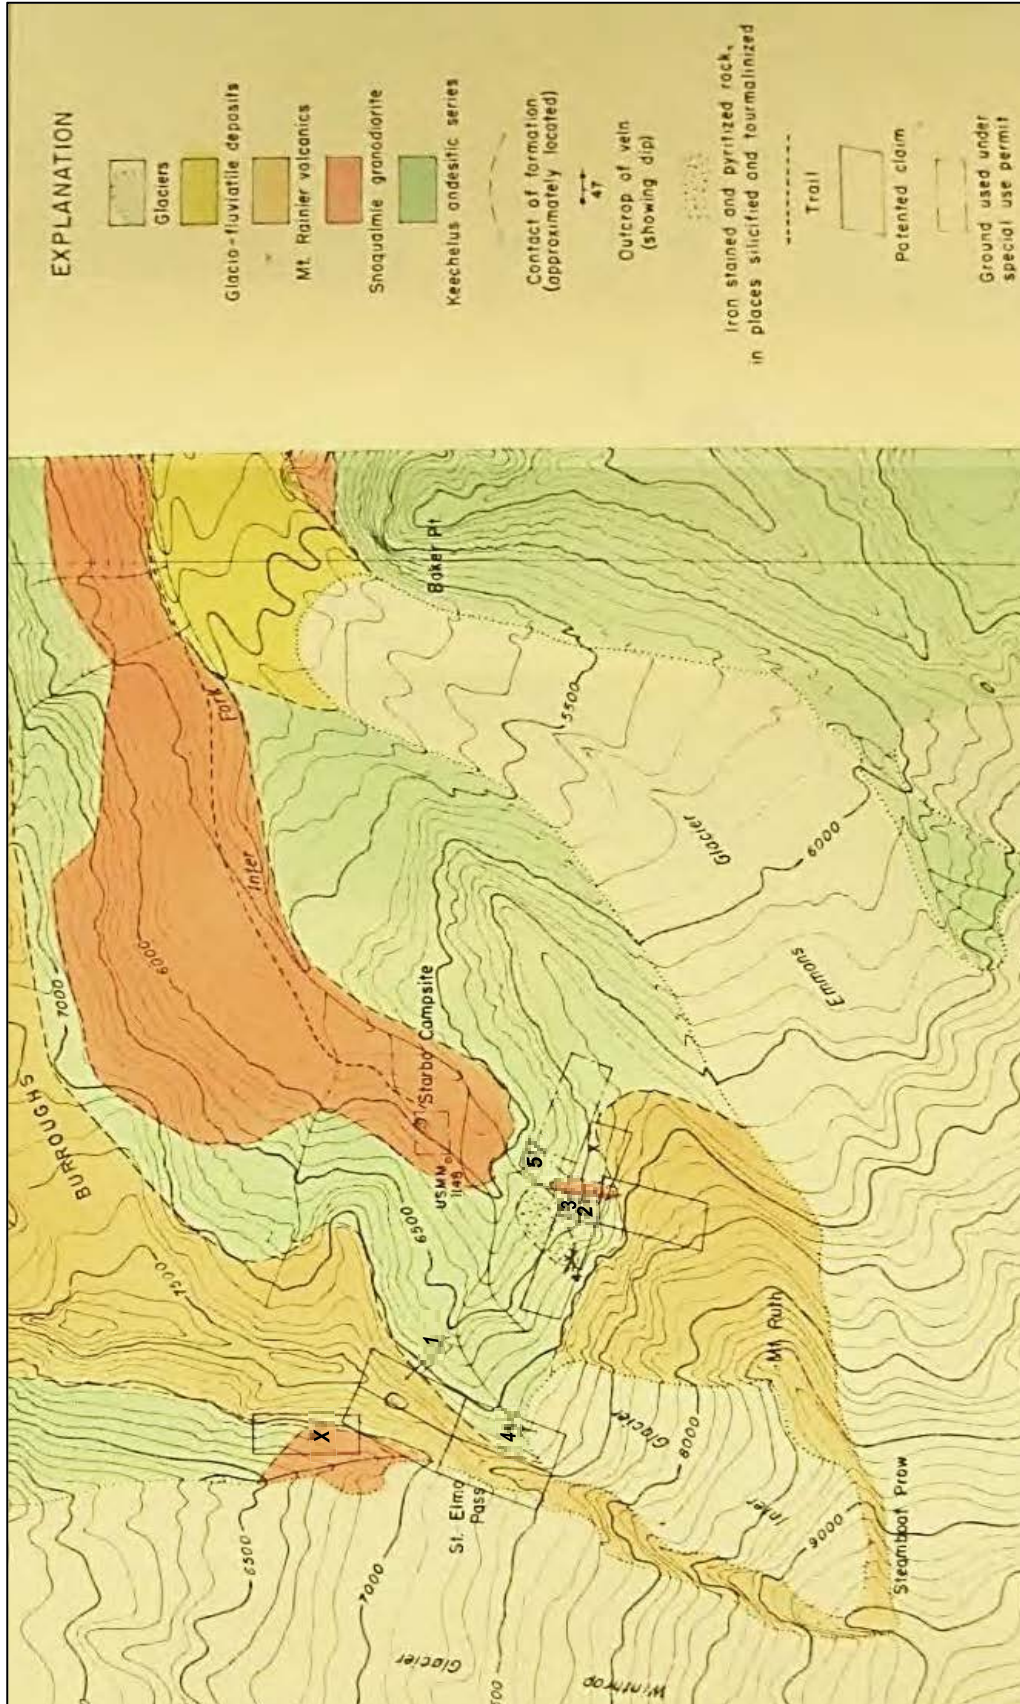 EXPLANATION
Glaciers
Glacio-fluviatile deposits
Mt. Rainier volcanics
Snoqualmie granodiorite
Keechelus andesitic series
Contact of formation
(approximately located)
47
Outcrop of vein
(showing dip)
Iron stained and pyritized rock,
in places silicified and tourmalinized
Trail
Patented claim
Ground used under
special use permit
BURROUGHS
7000
6000
7500
6500
Fork
Inter
Baker Pt
Starbo Campsite
USMM
1148
5500
Glacier
6000
Emmons
X
1
2
3
4
5
St. Elmo
Pass
6500
7000
Mt. Ruth
Glacier
8000
Inter
9000
Steamboat Prow
Glacier
Winthrop